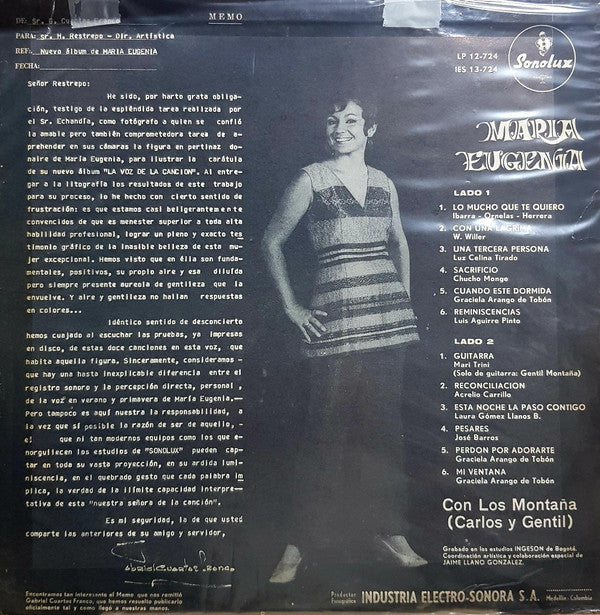 MEMO
DE: Sr. G. Cuartas Franco
PARA: Sr. H. Restrepo - Dir. Artística
REF.: Nuevo álbum de MARIA EUGENIA
FECHA:
Señor Restrepo:
He sido, por harto grata obliga-
ción, testigo de la espléndida tarea realizada por
el Sr. Echandía, como fotógrafo a quien se confió
la amable pero también comprometedora tarea de a-
prehender en sus cámaras la figura en pertinaz do-
naire de María Eugenia, para ilustrar la carátula
de su nuevo álbum "LA VOZ DE LA CANCION". Al entre-
gar a la litografía los resultados de este trabajo
para su proceso, lo he hecho con cierto sentido de
frustración: es que estamos casi beligerantemente
convencidos de que es menester superior a toda alta
habilidad profesional, lograr un pleno y exacto tes
timonio gráfico de la inasible belleza de esta mu-
jer excepcional. Hemos visto que en élla son funda-
mentales, positivos, su propio aire y esa difufda
pero siempre presente aureola de gentileza que la
envuelve. Y aire y gentileza no hallan respuestas
en colores...
Idéntico sentido de desconcierto
hemos cuajado al escuchar las pruebas, ya impresas
en disco, de estas doce canciones en esta voz, que
habita aquella figura. Sinceramente, consideramos -
que hay una hasta inexplicable diferencia entre el
registro sonoro y la percepción directa, personal ,
de la voz en verano y primavera de María Eugenia.--
Pero tampoco es aquí nuestra la responsabilidad, a
la vez que sí posible la razón de ser de aquello, -
el que ni tan modernos equipos como los que e-
norgullecen los estudios de "SONOLUX" pueden cap-
tar en toda su vasta proyección, en su ardida lumi-
niscencia, en el quebrado gesto que cada palabra im
plica, la verdad de la ilímite capacidad interpre--
tativa de esta "nuestra señora de la canción".
Es mi seguridad, la de que usted
comparte las anteriores de su amigo y servidor,
Encontramos tan interesante el Memo que nos remitió
Gabriel Cuartas Franco, que hemos resuelto publicarlo
oficialmente tal y como llegó a nuestras manos.
LP 12-724
IES 13-724
Sonolux
MARIA
EUGENIA
LADO 1
1. LO MUCHO QUE TE QUIERO
Ibarra - Ornelas - Herrera
2. CON UNA LAGRIMA
W. Willer
3. UNA TERCERA PERSONA
Luz Celina Tirado
4. SACRIFICIO
Chucho Monge
5. CUANDO ESTE DORMIDA
Graciela Arango de Tobón
6. REMINISCENCIAS
Luis Aguirre Pinto
LADO 2
1. GUITARRA
Mari Trini
(Solo de guitarra: Gentil Montaña)
2. RECONCILIACION
Acrelio Carrillo
3. ESTA NOCHE LA PASO CONTIGO
Laura Gómez Llanos B.
4. PESARES
José Barros
5. PERDON POR ADORARTE
Graciela Arango de Tobón
6. MI VENTANA
Graciela Arango de Tobón
Con Los Montaña
(Carlos y Gentil)
Grabado en los estudios INGESON de Bogotá.
Coordinación artística y colaboración especial de
JAIME LLANO GONZALEZ.
Productor
Fonográfico INDUSTRIA ELECTRO-SONORA S.A. Medellín - Colombia